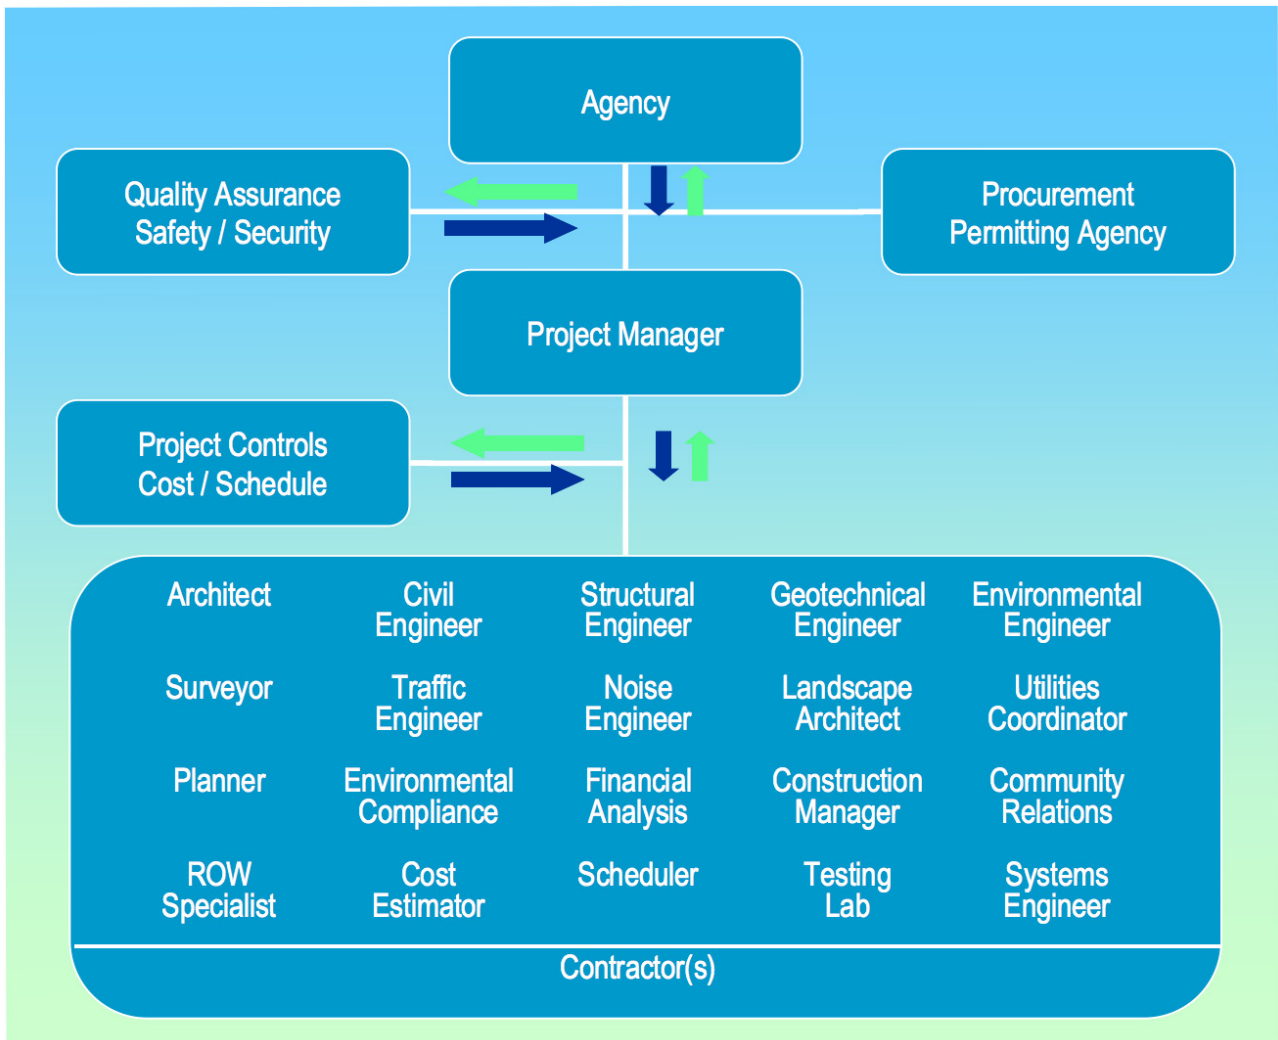 Agency
Quality Assurance
Safety / Security
Procurement
Permitting Agency
Project Manager
Project Controls
Cost / Schedule
Architect
Civil
Engineer
Structural
Engineer
Geotechnical
Engineer
Environmental
Engineer
Surveyor
Traffic
Engineer
Noise
Engineer
Landscape
Architect
Utilities
Coordinator
Planner
Environmental
Compliance
Financial
Analysis
Construction
Manager
Community
Relations
ROW
Specialist
Cost
Estimator
Scheduler
Testing
Lab
Systems
Engineer
Contractor(s)